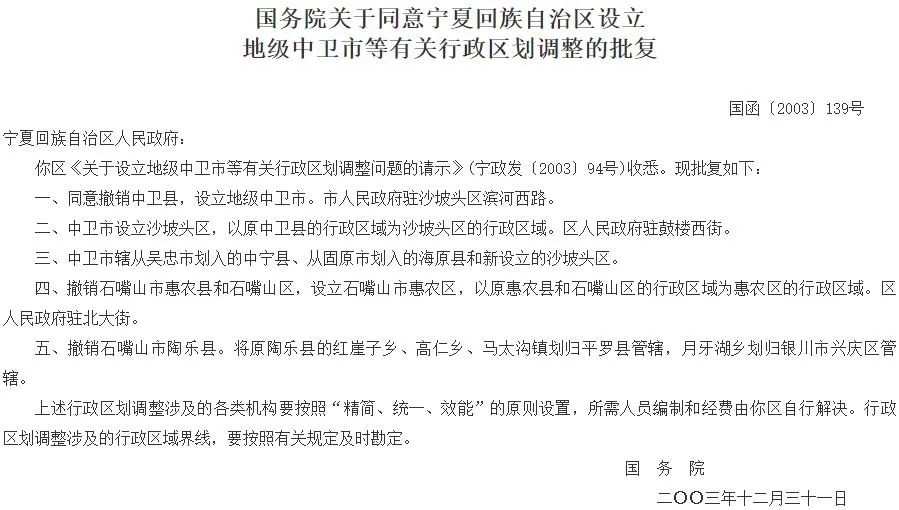 国务院关于同意宁夏回族自治区设立
地级中卫市等有关行政区划调整的批复
国函〔2003〕139号
宁夏回族自治区人民政府：
你区《关于设立地级中卫市等有关行政区划调整问题的请示》(宁政发〔2003〕94号)收悉。现批复如下：
一、同意撤销中卫县，设立地级中卫市。市人民政府驻沙坡头区滨河西路。
二、中卫市设立沙坡头区，以原中卫县的行政区域为沙坡头区的行政区域。区人民政府驻鼓楼西街。
三、中卫市辖从吴忠市划入的中宁县、从固原市划入的海原县和新设立的沙坡头区。
四、撤销石嘴山市惠农县和石嘴山区，设立石嘴山市惠农区，以原惠农县和石嘴山区的行政区域为惠农区的行政区域。区
人民政府驻北大街。
五、撤销石嘴山市陶乐县。将原陶乐县的红崖子乡、高仁乡、马太沟镇划归平罗县管辖，月牙湖乡划归银川市兴庆区管
辖。
上述行政区划调整涉及的各类机构要按照“精简、统一、效能”的原则设置，所需人员编制和经费由你区自行解决。行政
区划调整涉及的行政区域界线，要按照有关规定及时勘定。
国　务　院
二〇〇三年十二月三十一日